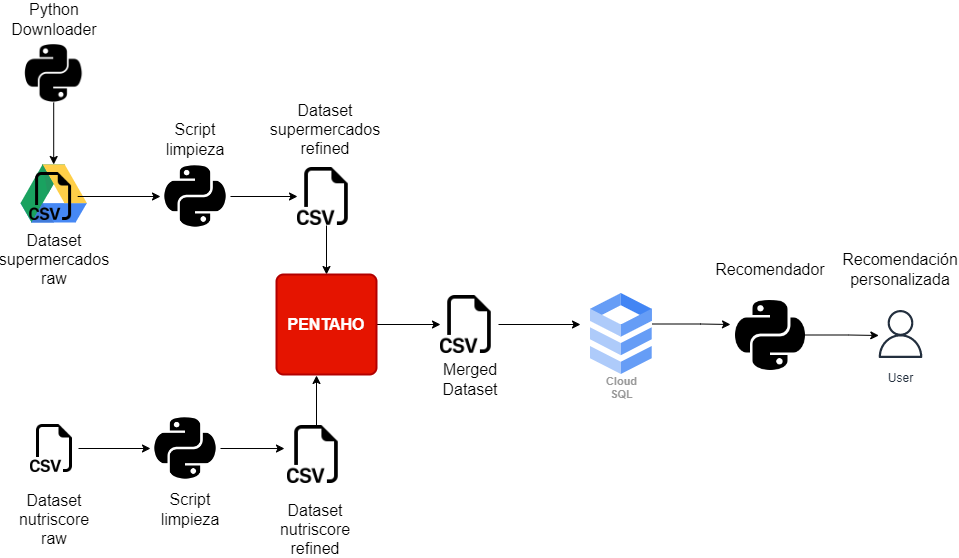 Python
Downloader
CSV
Dataset
supermercados
raw
Script
limpieza
Dataset
supermercados
refined
CSV
PENTAHO
CSV
Merged
Dataset
Cloud
SQL
Recomendador
Recomendación
personalizada
User
CSV
Dataset
nutriscore
raw
Script
limpieza
CSV
Dataset
nutriscore
refined